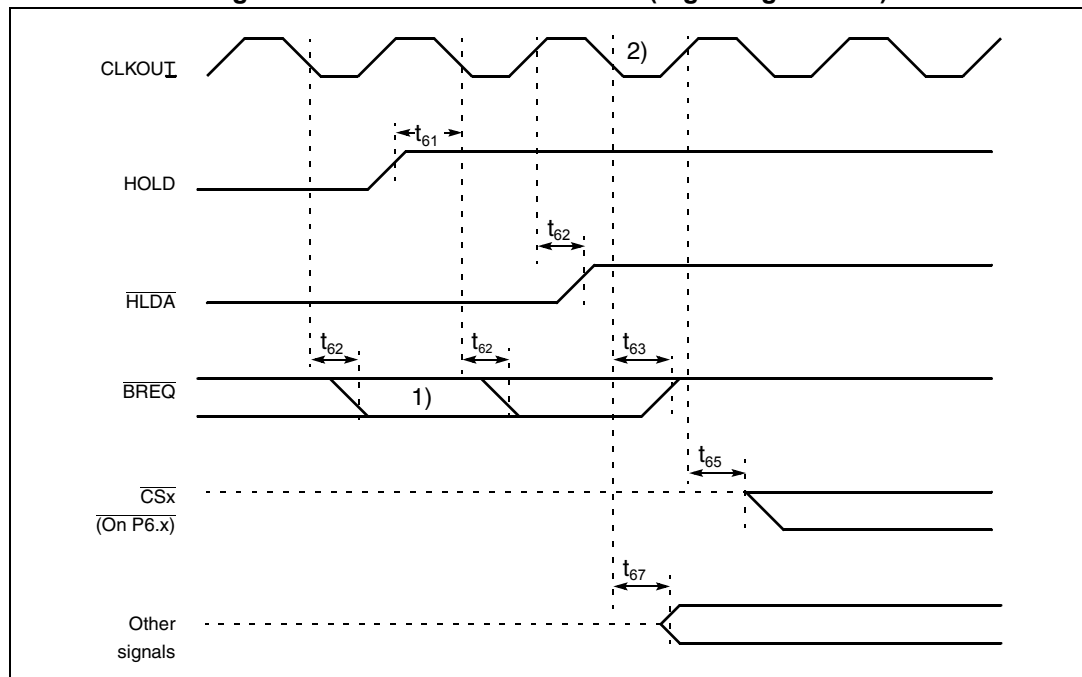 CLKOUT
2)
t61
HOLD
t62
HLDA
t62
t62
t63
BREQ
1)
t65
CSx
(On P6.x)
t67
Other
signals